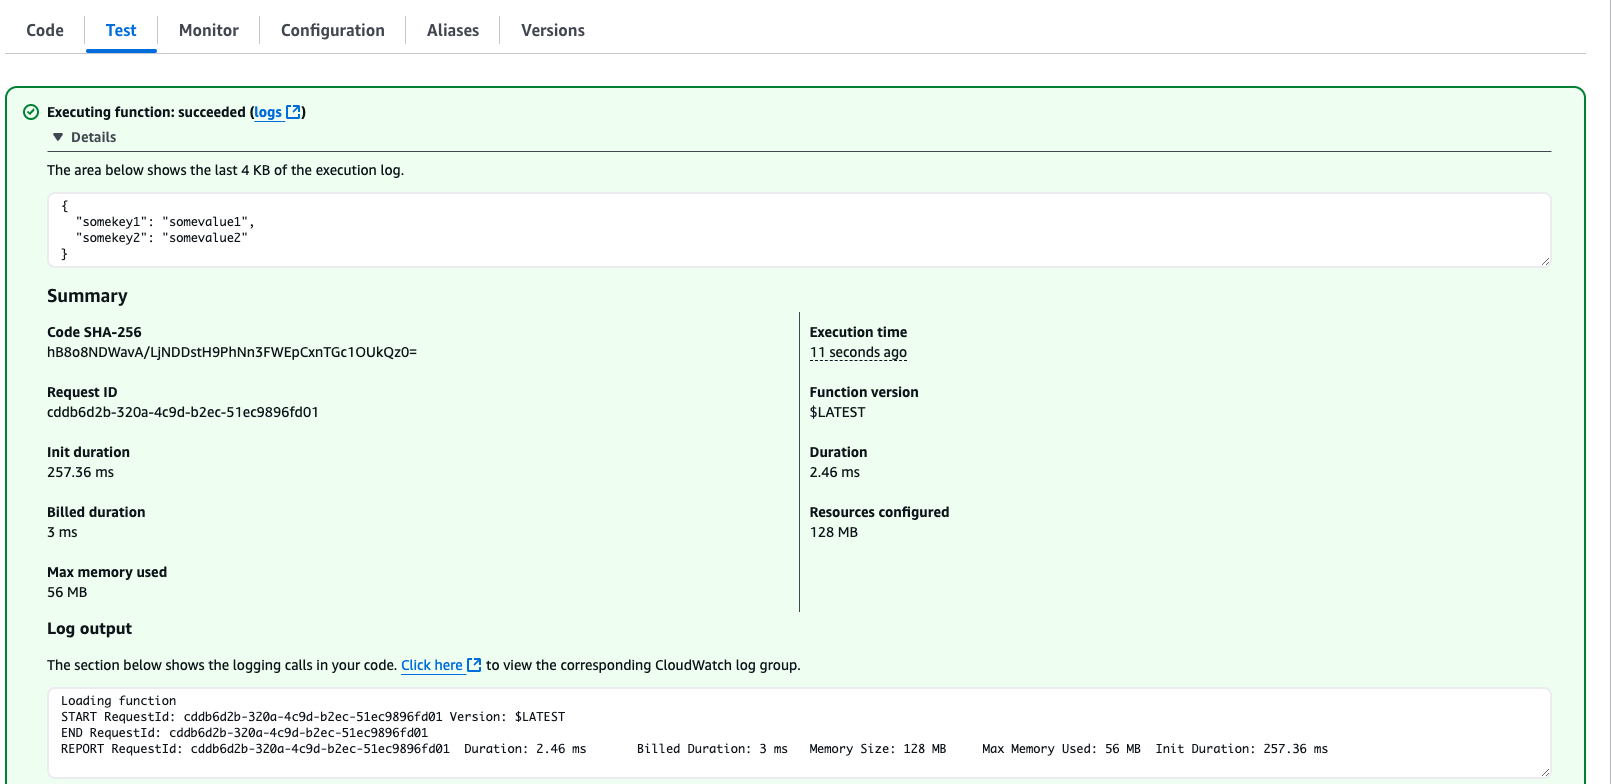 Code Test Monitor Configuration Aliases Versions
Executing function: succeeded (logs)
Details
The area below shows the last 4 KB of the execution log.
{
  "somekey1": "somevalue1",
  "somekey2": "somevalue2"
}
Summary
Code SHA-256
hB8o8NDWavA/LjNDDstH9PhNn3FWEpCxnTGc1OUkQz0=
Request ID
cddb6d2b-320a-4c9d-b2ec-51ec9896fd01
Init duration
257.36 ms
Billed duration
3 ms
Max memory used
56 MB
Execution time
11 seconds ago
Function version
$LATEST
Duration
2.46 ms
Resources configured
128 MB
Log output
The section below shows the logging calls in your code. Click here to view the corresponding CloudWatch log group.
Loading function
START RequestId: cddb6d2b-320a-4c9d-b2ec-51ec9896fd01 Version: $LATEST
END RequestId: cddb6d2b-320a-4c9d-b2ec-51ec9896fd01
REPORT RequestId: cddb6d2b-320a-4c9d-b2ec-51ec9896fd01 Duration: 2.46 ms Billed Duration: 3 ms Memory Size: 128 MB Max Memory Used: 56 MB Init Duration: 257.36 ms